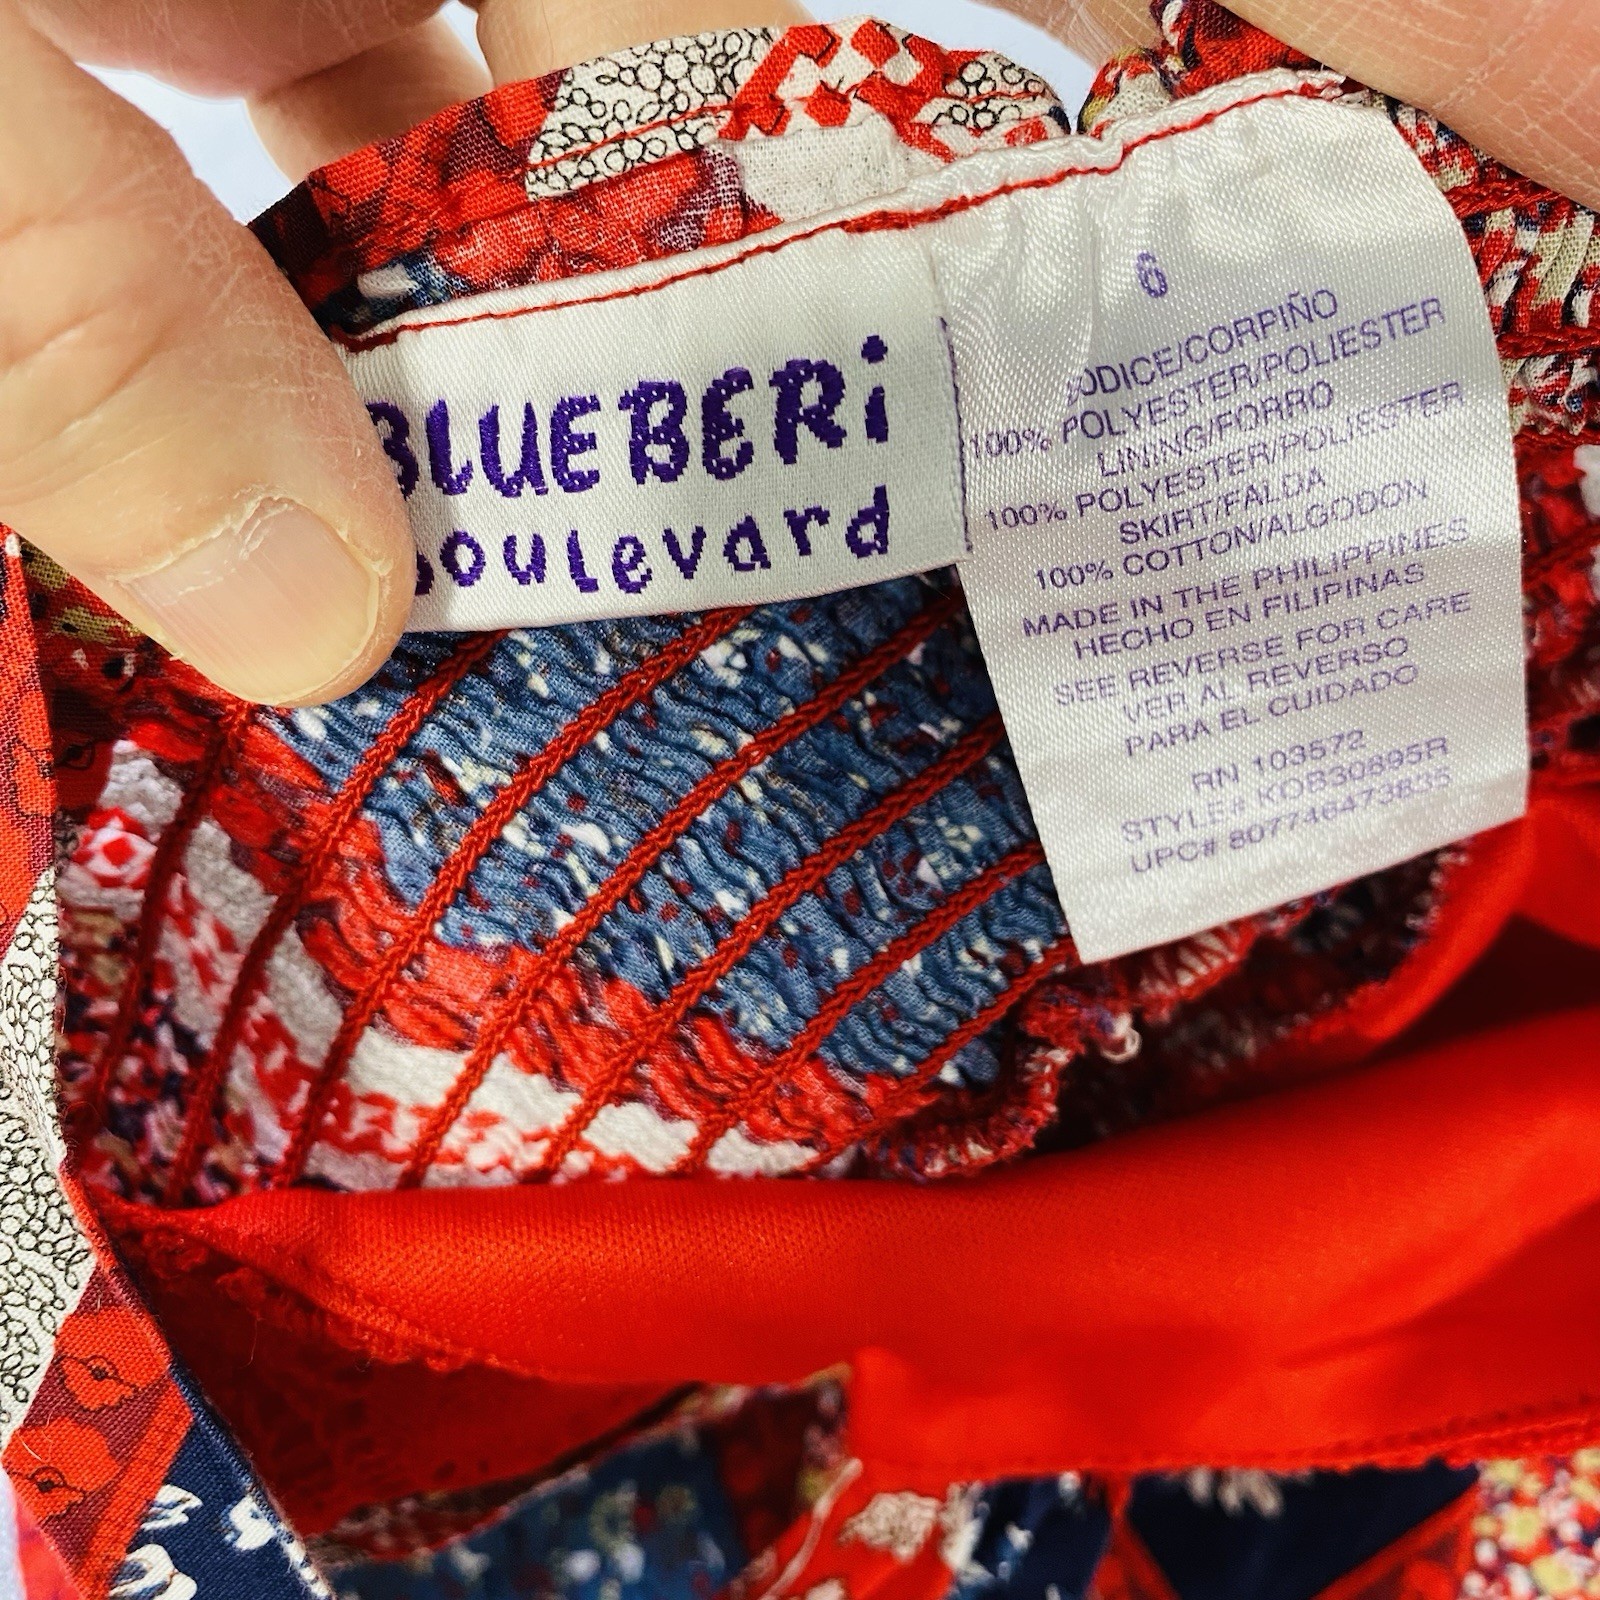 BLUEBERi
boulevard
6
BODICE/CORPIÑO
100% POLYESTER/POLIESTER
LINING/FORRO
100% POLYESTER/POLIESTER
SKIRT/FALDA
100% COTTON/ALGODON
MADE IN THE PHILIPPINES
HECHO EN FILIPINAS
SEE REVERSE FOR CARE
VER AL REVERSO
PARA EL CUIDADO
RN 103572
STYLE# KOB30895R
UPC# 807746473835